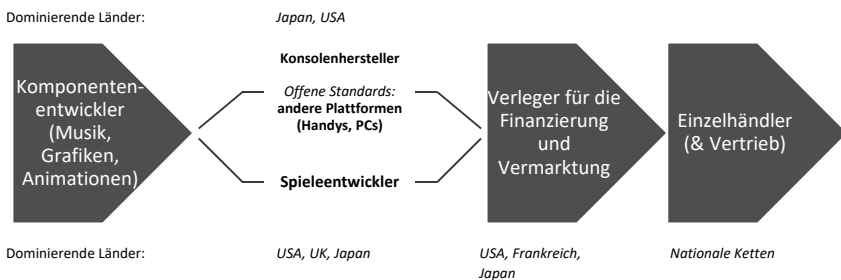 Dominierende Länder:
Japan, USA
Komponenten-
entwickler
(Musik,
Grafiken,
Animationen)
Konsolenhersteller
Offene Standards:
andere Plattformen
(Handys, PCs)
Spieleentwickler
Verleger für die
Finanzierung
und
Vermarktung
Einzelhändler
(& Vertrieb)
Dominierende Länder:
USA, UK, Japan
USA, Frankreich,
Japan
Nationale Ketten